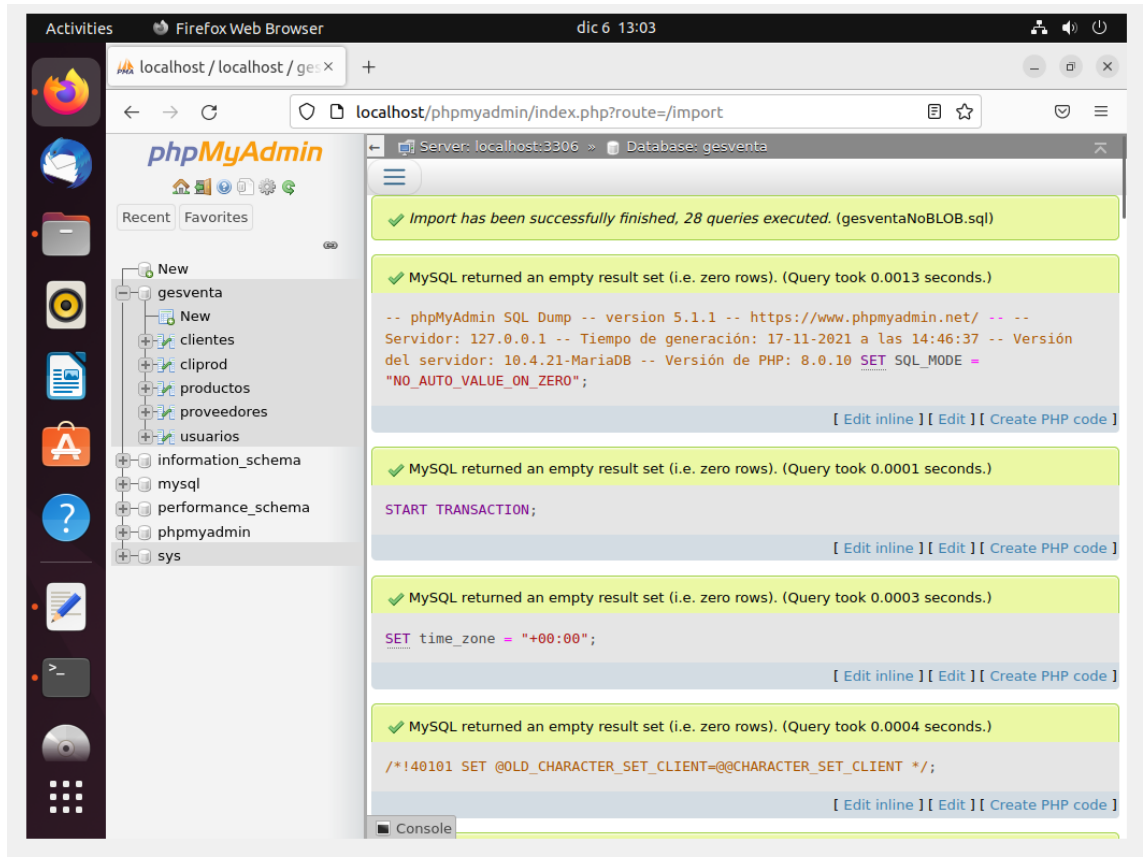 Activities Firefox Web Browser dic 6 13:03
localhost / localhost / ges × +
localhost/phpmyadmin/index.php?route=/import
phpMyAdmin
Recent Favorites
New
gesventa
New
clientes
cliprod
productos
proveedores
usuarios
information_schema
mysql
performance_schema
phpmyadmin
sys
Server: localhost:3306 » Database: gesventa
Import has been successfully finished, 28 queries executed. (gesventaNoBLOB.sql)
MySQL returned an empty result set (i.e. zero rows). (Query took 0.0013 seconds.)
-- phpMyAdmin SQL Dump -- version 5.1.1 -- https://www.phpmyadmin.net/ -- --
Servidor: 127.0.0.1 -- Tiempo de generación: 17-11-2021 a las 14:46:37 -- Versión
del servidor: 10.4.21-MariaDB -- Versión de PHP: 8.0.10 SET SQL_MODE =
"NO_AUTO_VALUE_ON_ZERO";
[ Edit inline ] [ Edit ] [ Create PHP code ]
MySQL returned an empty result set (i.e. zero rows). (Query took 0.0001 seconds.)
START TRANSACTION;
[ Edit inline ] [ Edit ] [ Create PHP code ]
MySQL returned an empty result set (i.e. zero rows). (Query took 0.0003 seconds.)
SET time_zone = "+00:00";
[ Edit inline ] [ Edit ] [ Create PHP code ]
MySQL returned an empty result set (i.e. zero rows). (Query took 0.0004 seconds.)
/*!40101 SET @OLD_CHARACTER_SET_CLIENT=@@CHARACTER_SET_CLIENT */;
[ Edit inline ] [ Edit ] [ Create PHP code ]
Console